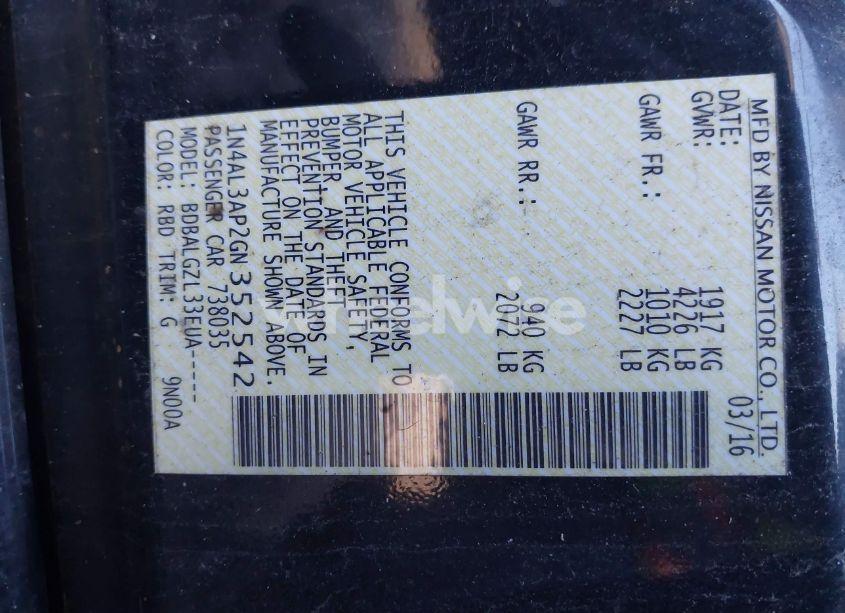 MFD BY NISSAN MOTOR CO., LTD.
DATE: 03/16
GVWR: 1917 KG
4226 LB
GAWR FR.: 1010 KG
2227 LB
GAWR RR.: 940 KG
2072 LB
THIS VEHICLE CONFORMS TO
ALL APPLICABLE FEDERAL
MOTOR VEHICLE SAFETY,
BUMPER, AND THEFT
PREVENTION STANDARDS IN
EFFECT ON THE DATE OF
MANUFACTURE SHOWN ABOVE.
1N4AL3AP2GN352542
PASSENGER CAR 738035
MODEL: BDBALGZL33EUA-----
COLOR: RBD TRIM: G 9N00A
wheelwise